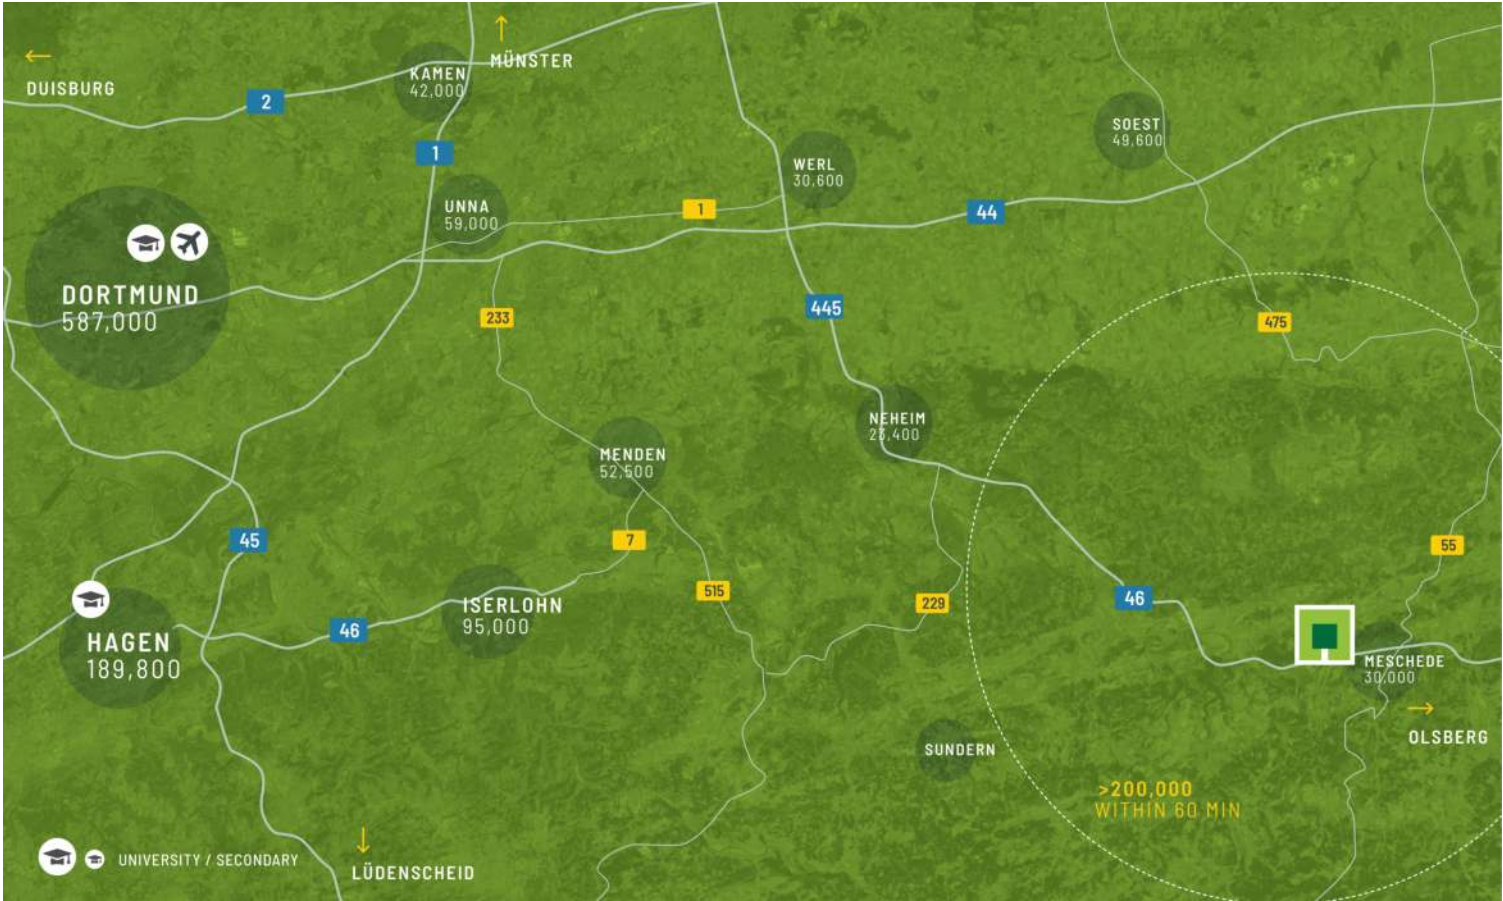 MÜNSTER
DUISBURG
KAMEN
42,000
2
1
SOEST
49,600
WERL
30,600
UNNA
59,000
1
44
DORTMUND
587,000
445
233
475
NEHEIM
23,400
MENDEN
52,500
45
7
55
515
229
46
ISERLOHN
95,000
46
HAGEN
189,800
MESCHEDE
30,000
OLSBERG
SUNDERN
>200,000
WITHIN 60 MIN
UNIVERSITY / SECONDARY
LÜDENSCHEID